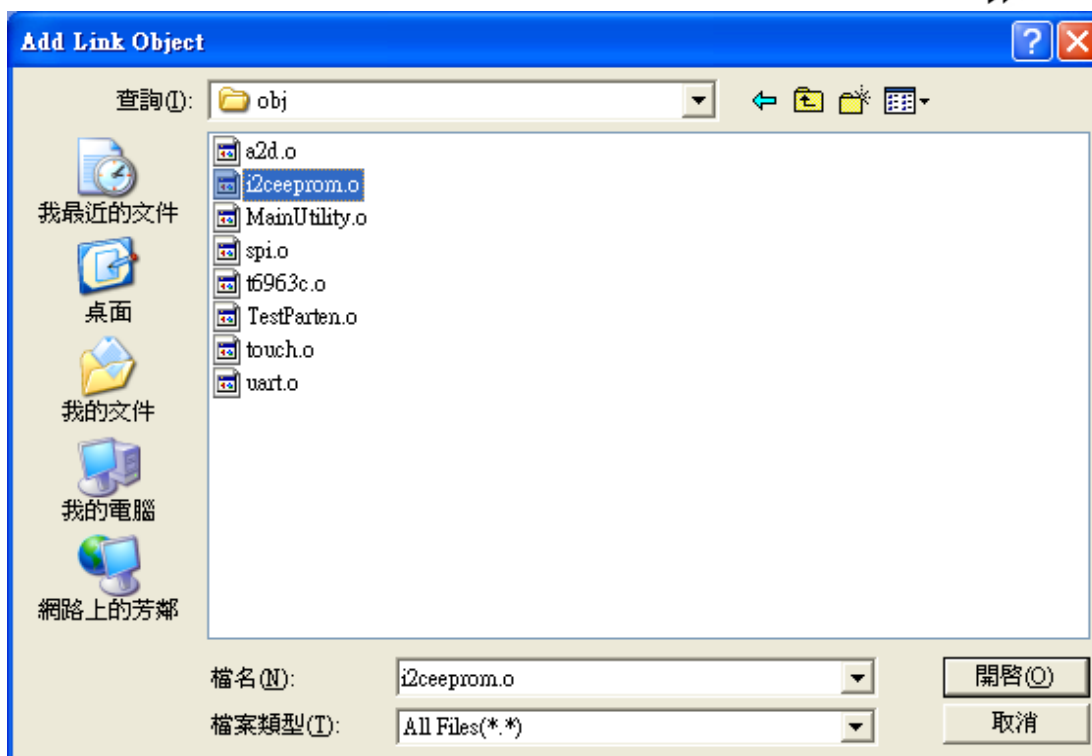 Add Link Object
查詢(I):
obj
我最近的文件
桌面
我的文件
我的電腦
網路上的芳鄰
a2d.o
i2ceeprom.o
MainUtility.o
spi.o
t6963c.o
TestParten.o
touch.o
uart.o
檔名(N):
i2ceeprom.o
開啓(O)
檔案類型(T):
All Files(*.*)
取消